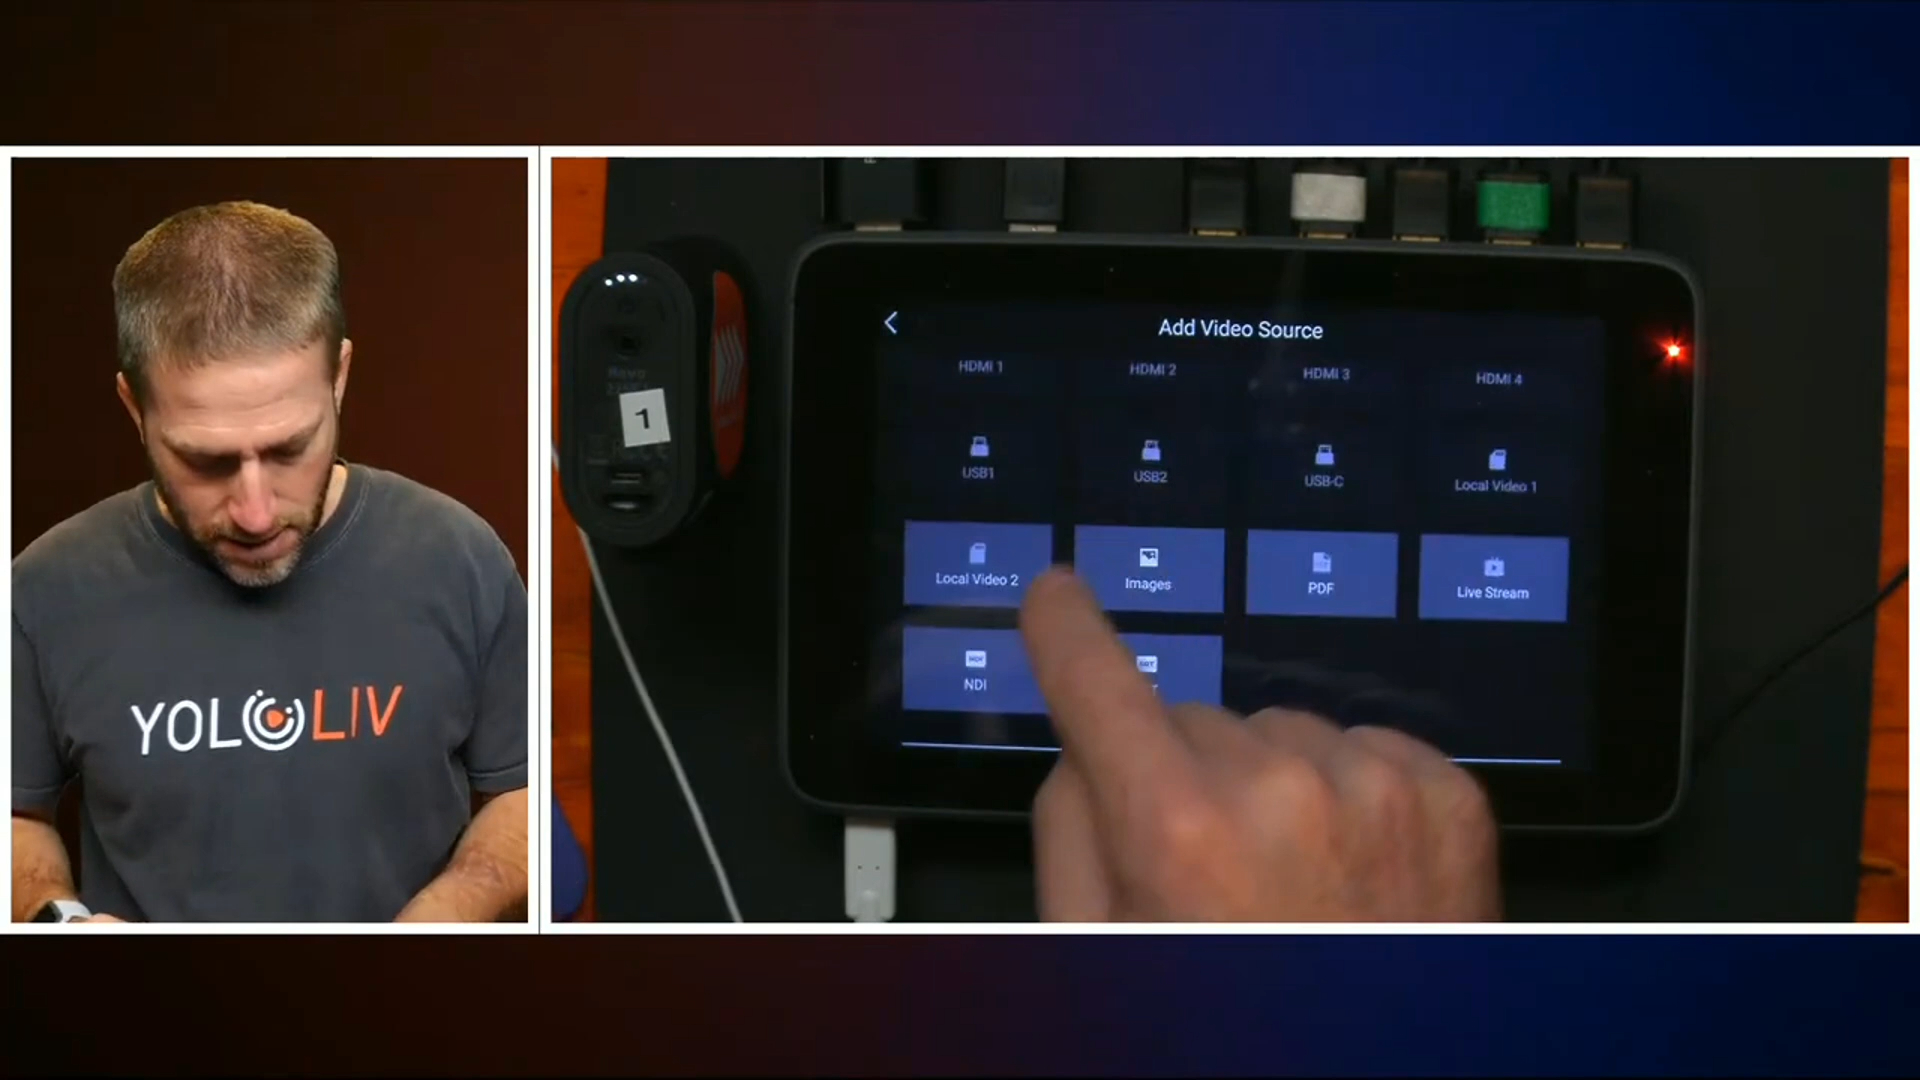 YOLOLIV
1
Add Video Source
HDMI 1
HDMI 2
HDMI 3
HDMI 4
USB1
USB2
USB-C
Local Video 1
Local Video 2
Images
PDF
Live Stream
NDI